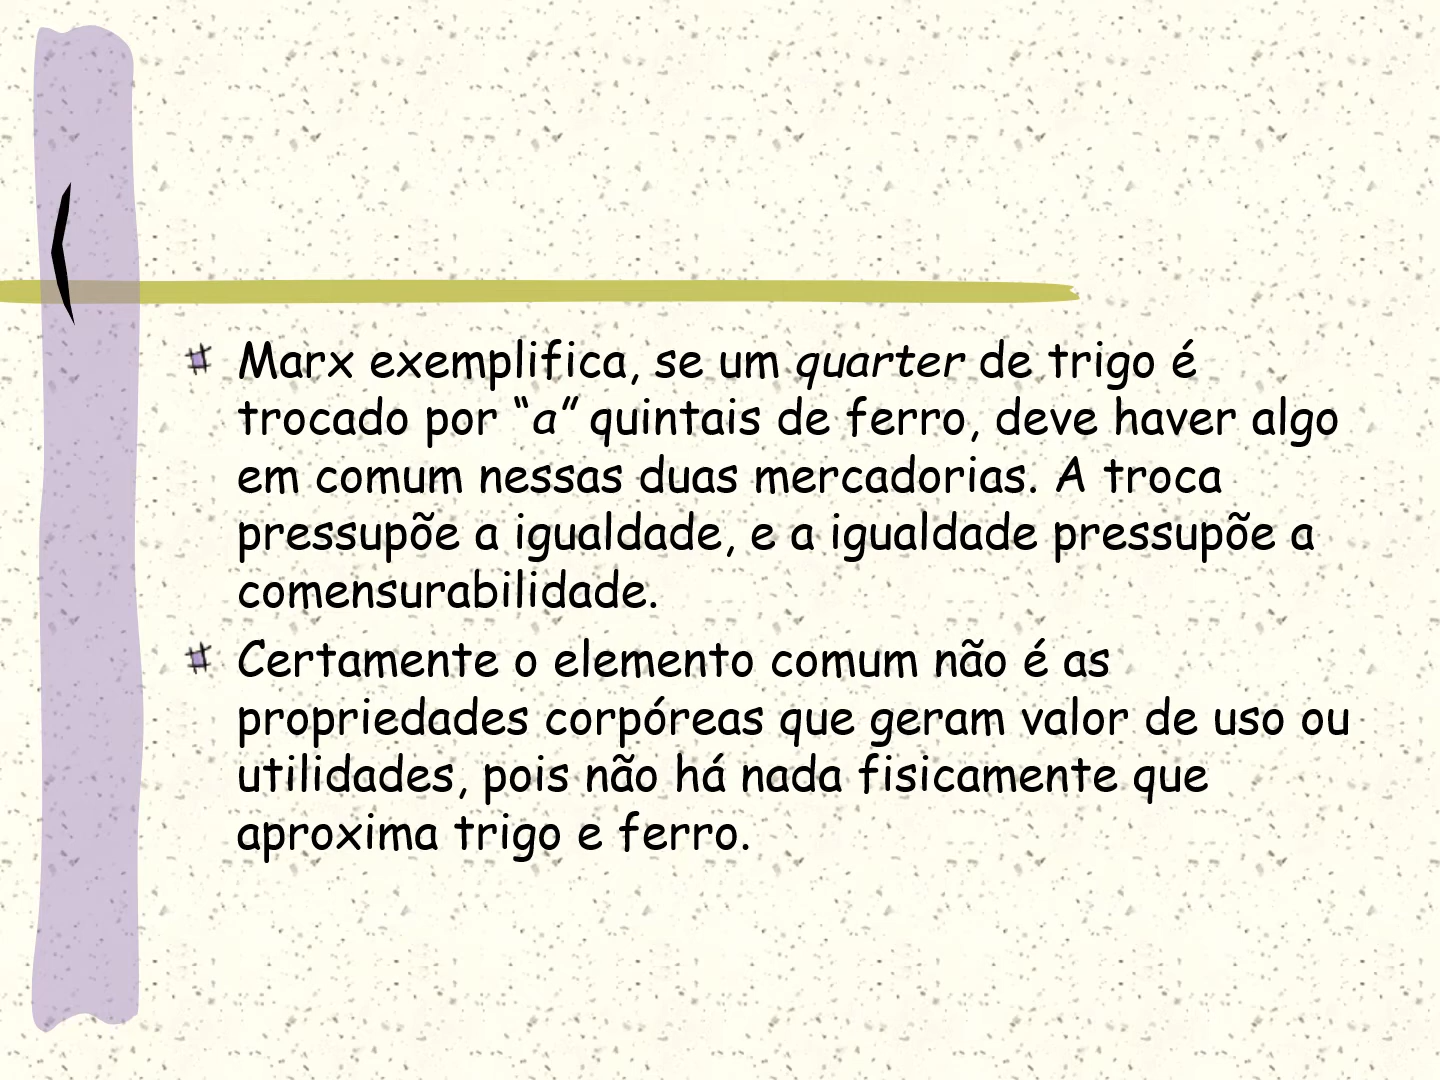 Marx exemplifica, se um quarter de trigo é
trocado por “a” quintais de ferro, deve haver algo
em comum nessas duas mercadorias. A troca
pressupõe a igualdade, e a igualdade pressupõe a
comensurabilidade.
Certamente o elemento comum não é as
propriedades corpóreas que geram valor de uso ou
utilidades, pois não há nada fisicamente que
aproxima trigo e ferro.